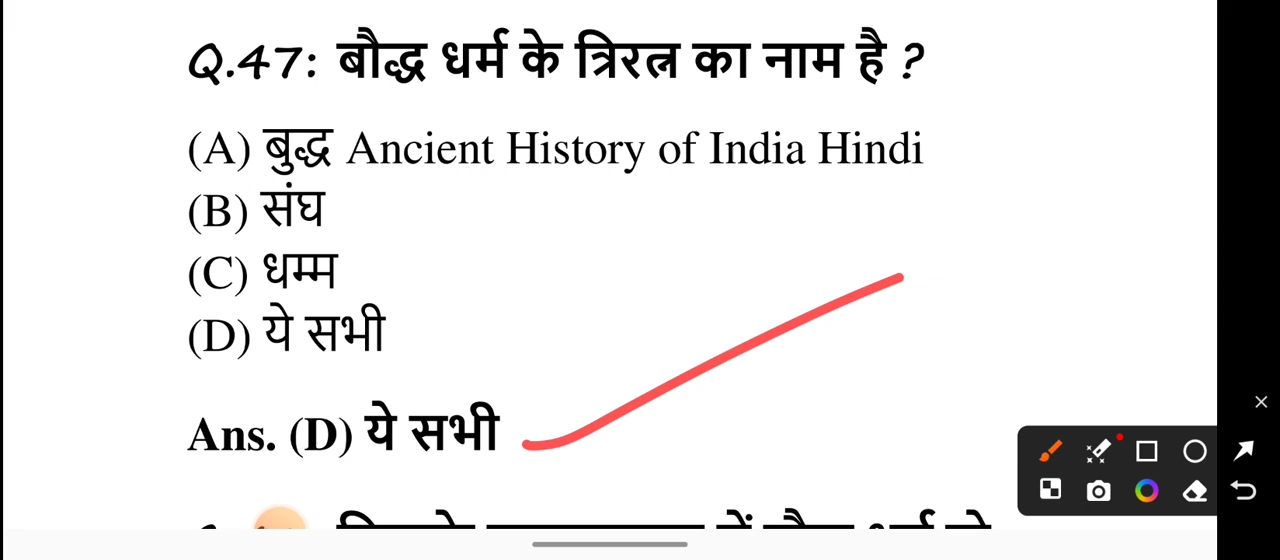 Q.47: बौद्ध धर्म के त्रिरत्न का नाम है ?
(A) बुद्ध Ancient History of India Hindi
(B) संघ
(C) धम्म
(D) ये सभी
Ans. (D) ये सभी